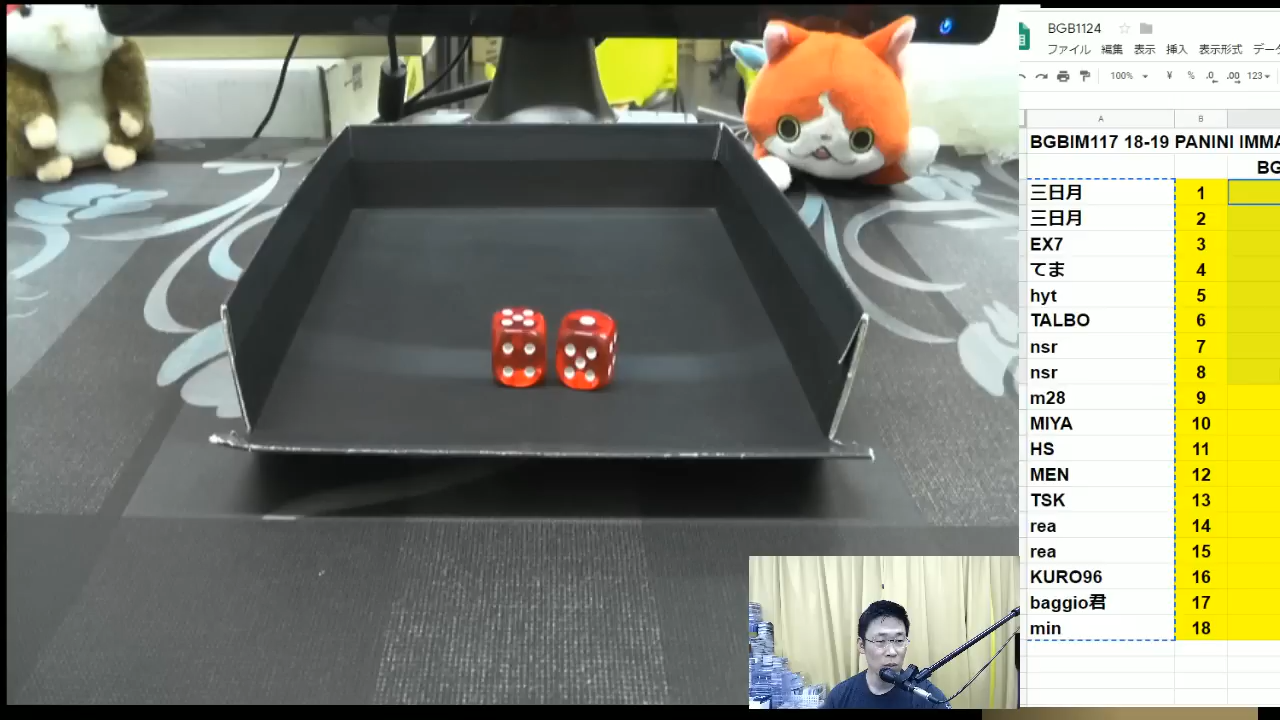 BGB1124
ファイル 編集 表示 挿入 表示形式 データ
100% ¥ % .0 .00 123
A B
BGBIM117 18-19 PANINI IMMA
BG
三日月 1
三日月 2
EX7 3
てま 4
hyt 5
TALBO 6
nsr 7
nsr 8
m28 9
MIYA 10
HS 11
MEN 12
TSK 13
rea 14
rea 15
KURO96 16
baggio君 17
min 18